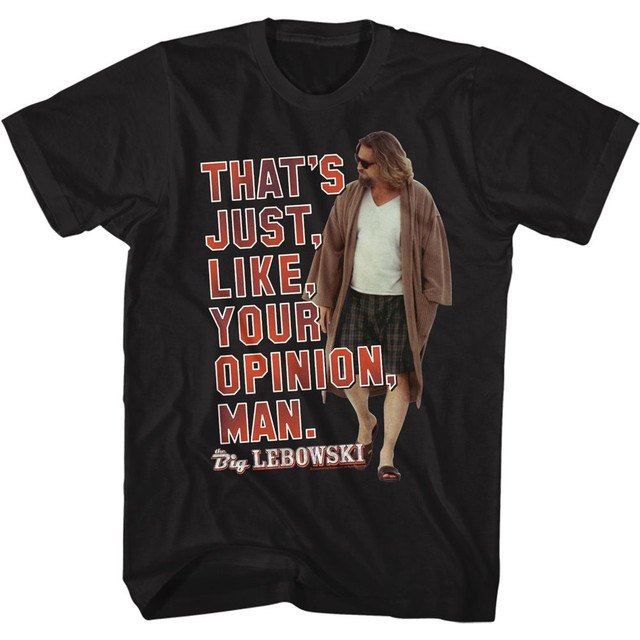 THAT'S
JUST,
LIKE,
YOUR
OPINION,
MAN.
the Big LEBOWSKI